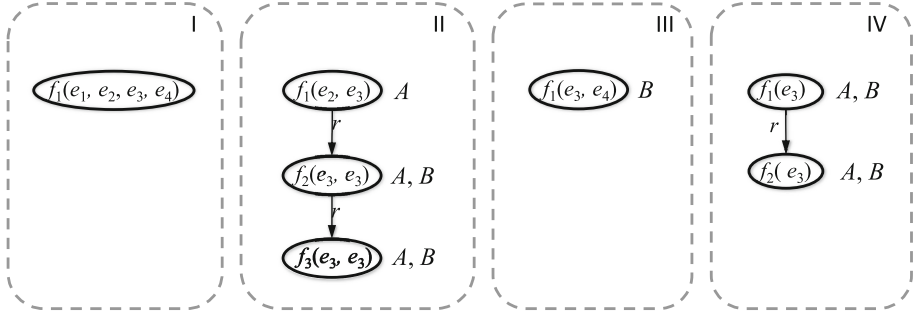 I
f₁(e₁, e₂, e₃, e₄)
II
f₁(e₂, e₃) A
r
f₂(e₃, e₃) A, B
r
f₃(e₃, e₃) A, B
III
f₁(e₃, e₄) B
IV
f₁(e₃) A, B
r
f₂( e₃) A, B